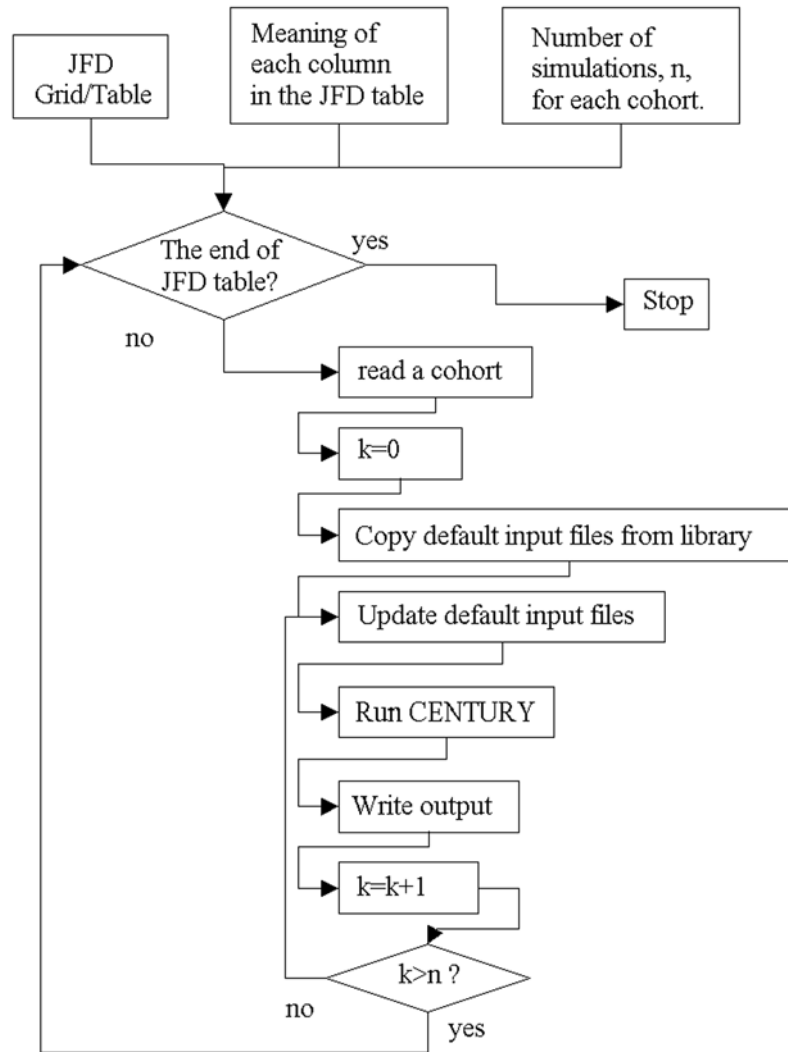 JFD
Grid/Table
Meaning of
each column
in the JFD table
Number of
simulations, n,
for each cohort.
The end of
JFD table?
yes
Stop
no
read a cohort
k=0
Copy default input files from library
Update default input files
Run CENTURY
Write output
k=k+1
k>n ?
no
yes